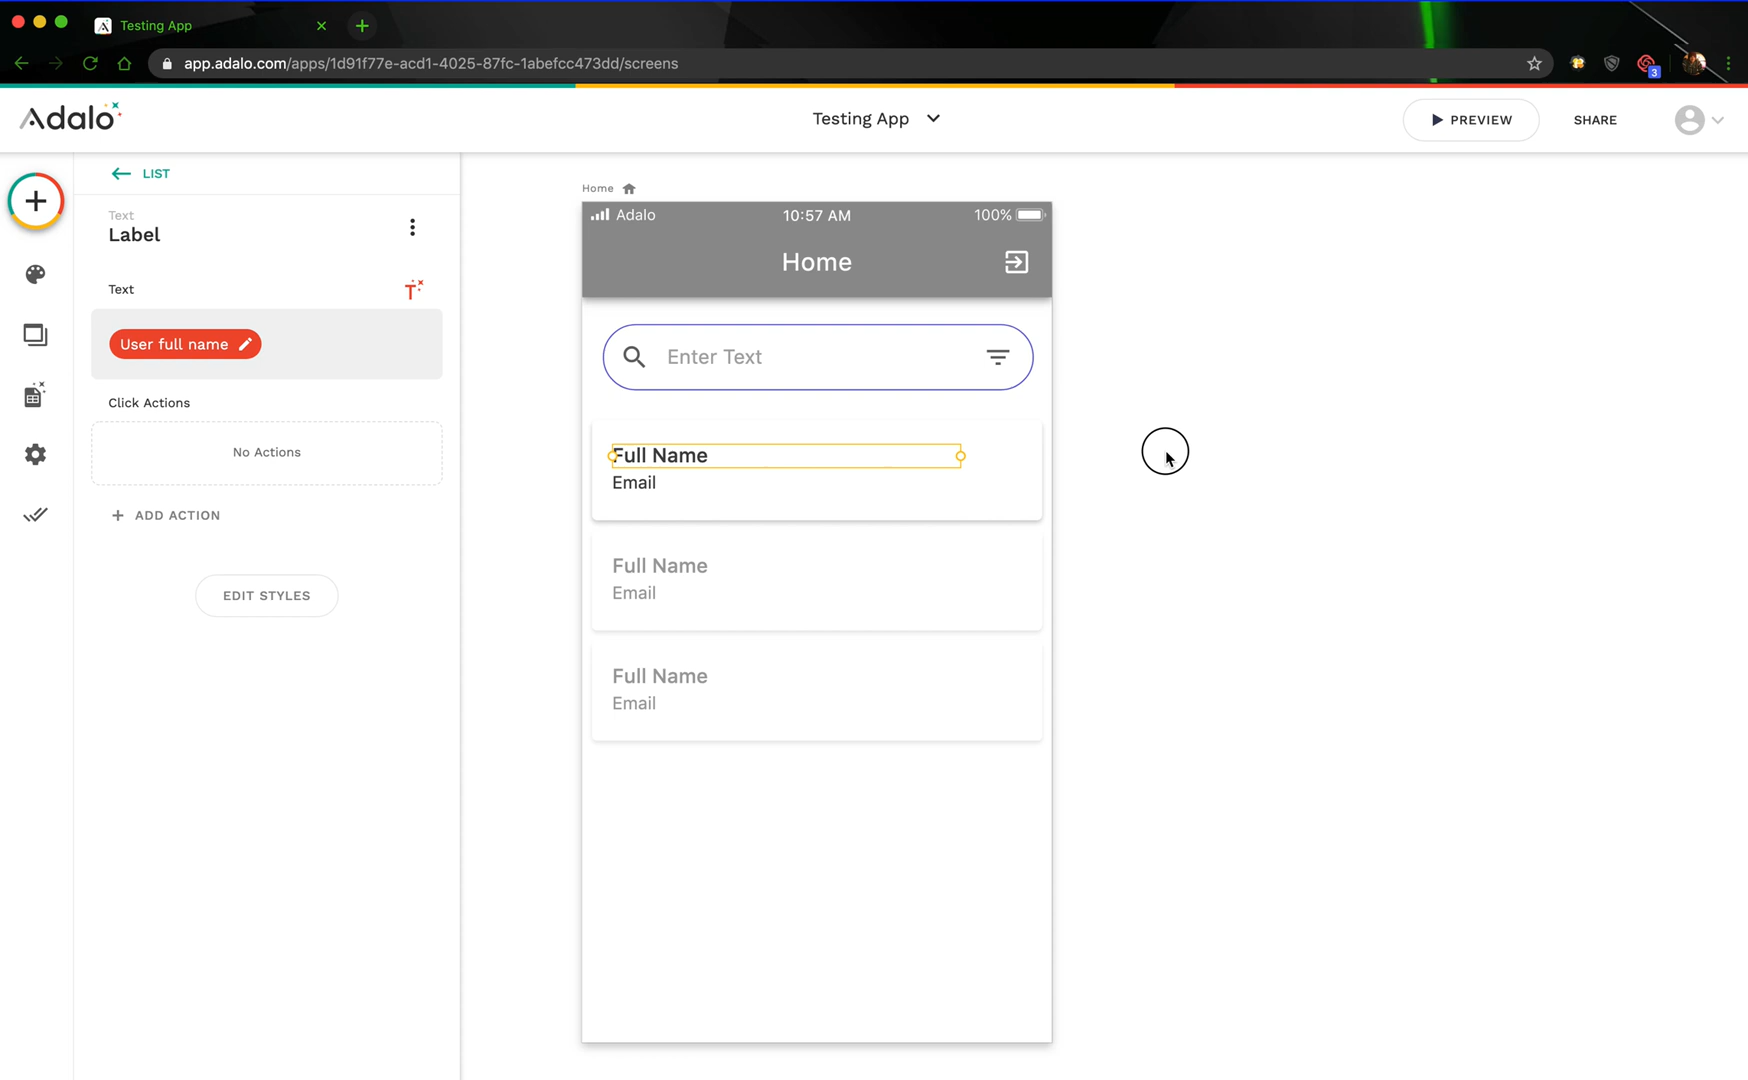 Testing App
app.adalo.com/apps/1d91f77e-acd1-4025-87fc-1abefcc473dd/screens
3
Adalo
Testing App
PREVIEW
SHARE
LIST
Text
Label
Text
T
User full name
Click Actions
No Actions
ADD ACTION
EDIT STYLES
Home
Adalo
10:57 AM
100%
Home
Enter Text
Full Name
Email
Full Name
Email
Full Name
Email